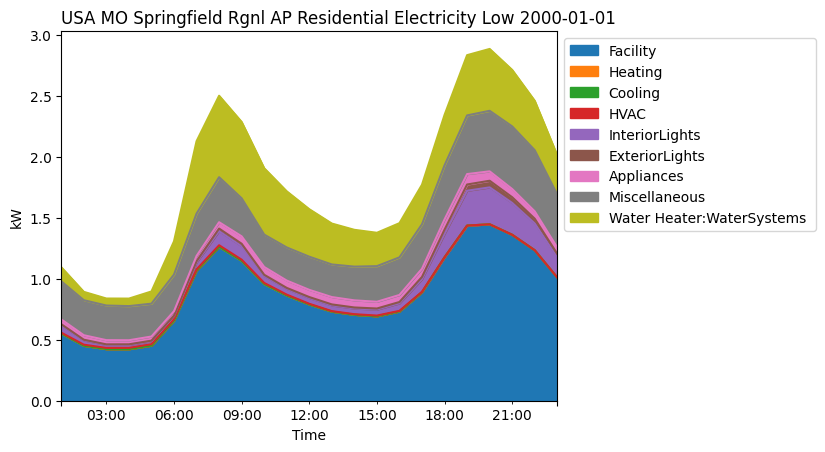 USA MO Springfield Rgnl AP Residential Electricity Low 2000-01-01
3.0
2.5
2.0
1.5
1.0
0.5
0.0
kW
03:00 06:00 09:00 12:00 15:00 18:00 21:00
Time
Facility
Heating
Cooling
HVAC
InteriorLights
ExteriorLights
Appliances
Miscellaneous
Water Heater:WaterSystems